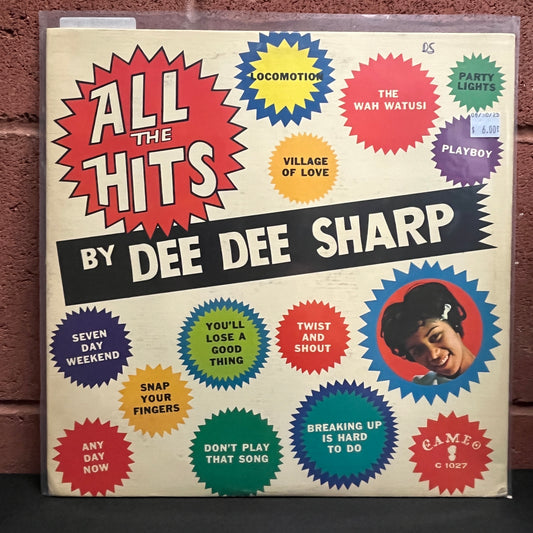 ALL
THE
HITS
BY DEE DEE SHARP
LOCOMOTION
THE
WAH WATUSI
PARTY
LIGHTS
$ 6.00
PLAYBOY
VILLAGE
OF LOVE
SEVEN
DAY
WEEKEND
YOU'LL
LOSE A
GOOD
THING
TWIST
AND
SHOUT
SNAP
YOUR
FINGERS
ANY
DAY
NOW
DON'T PLAY
THAT SONG
BREAKING
UP IS
HARD
TO DO
CAMEO
C 1027